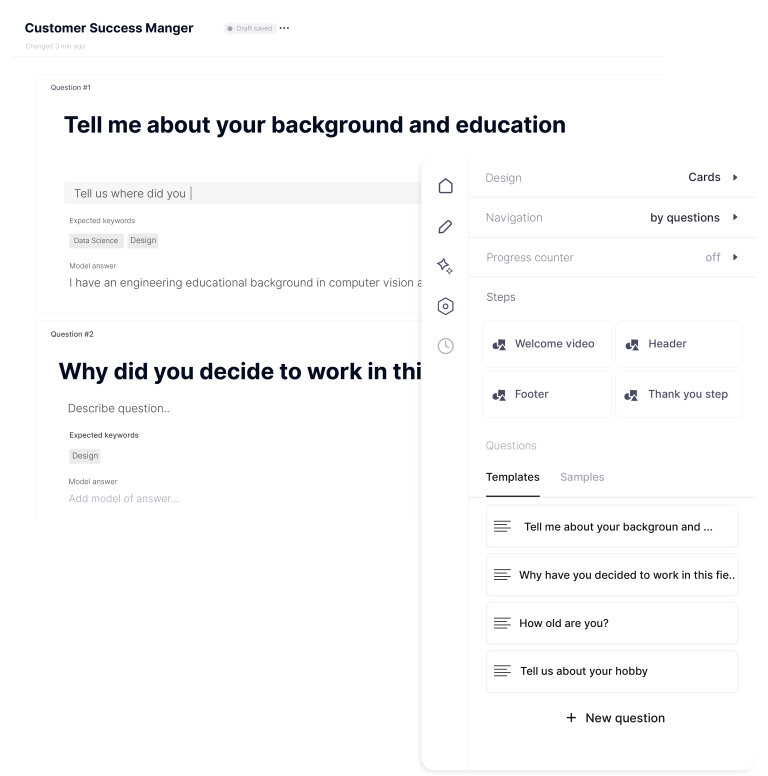 Customer Success Manger
Draft saved
Changed 3 min ago
Question #1
Tell me about your background and education
Tell us where did you
Expected keywords
Data Science
Design
Model answer
I have an engineering educational background in computer vision a
Question #2
Why did you decide to work in thi
Describe question..
Expected keywords
Design
Model answer
Add model of answer...
Design
Cards
Navigation
by questions
Progress counter
off
Steps
Welcome video
Header
Footer
Thank you step
Questions
Templates
Samples
Tell me about your backgroun and ...
Why have you decided to work in this fie..
How old are you?
Tell us about your hobby
+ New question